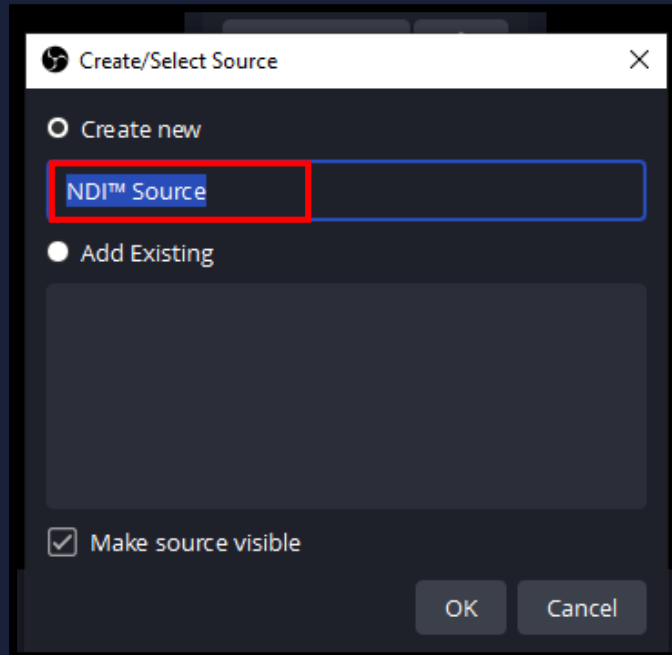 Create/Select Source
Create new
NDI™ Source
Add Existing
Make source visible
OK Cancel